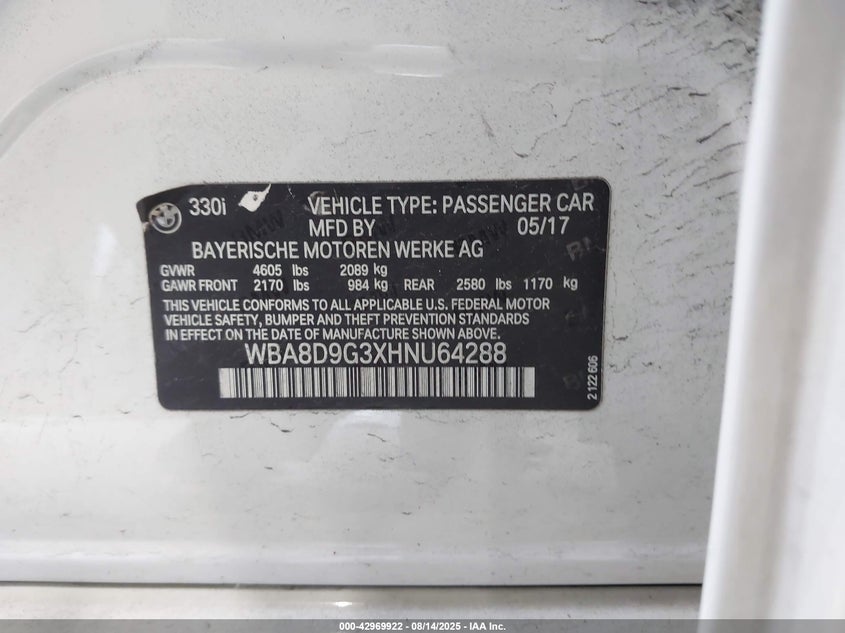 330i VEHICLE TYPE: PASSENGER CAR
MFD BY 05/17
BAYERISCHE MOTOREN WERKE AG
GVWR 4605 lbs 2089 kg
GAWR FRONT 2170 lbs 984 kg REAR 2580 lbs 1170 kg
THIS VEHICLE CONFORMS TO ALL APPLICABLE U.S. FEDERAL MOTOR
VEHICLE SAFETY, BUMPER AND THEFT PREVENTION STANDARDS
IN EFFECT ON THE DATE OF MANUFACTURE SHOWN ABOVE.
WBA8D9G3XHNU64288
2 122 606
000-42969922 - 08/14/2025 - IAA Inc.